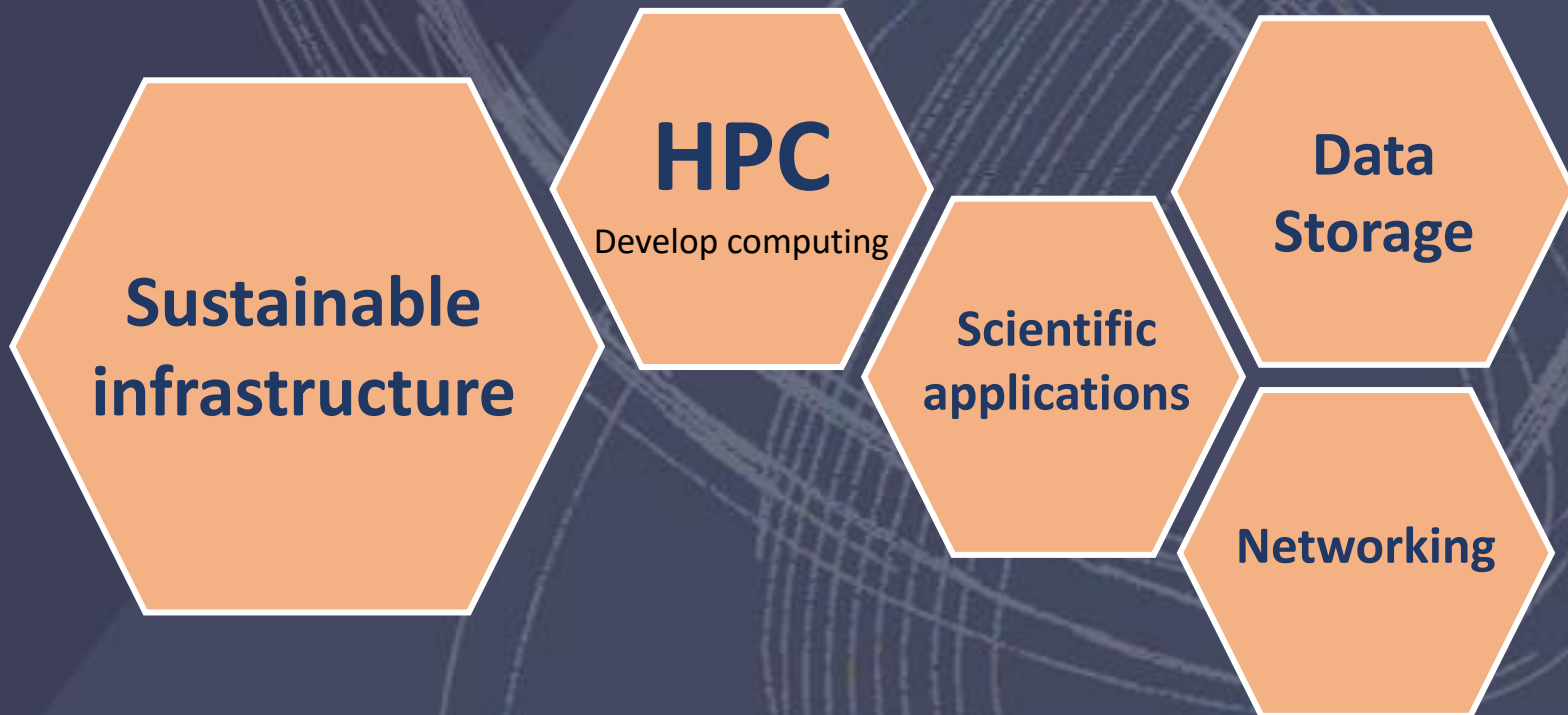 Sustainable
infrastructure
HPC
Develop computing
Scientific
applications
Data
Storage
Networking